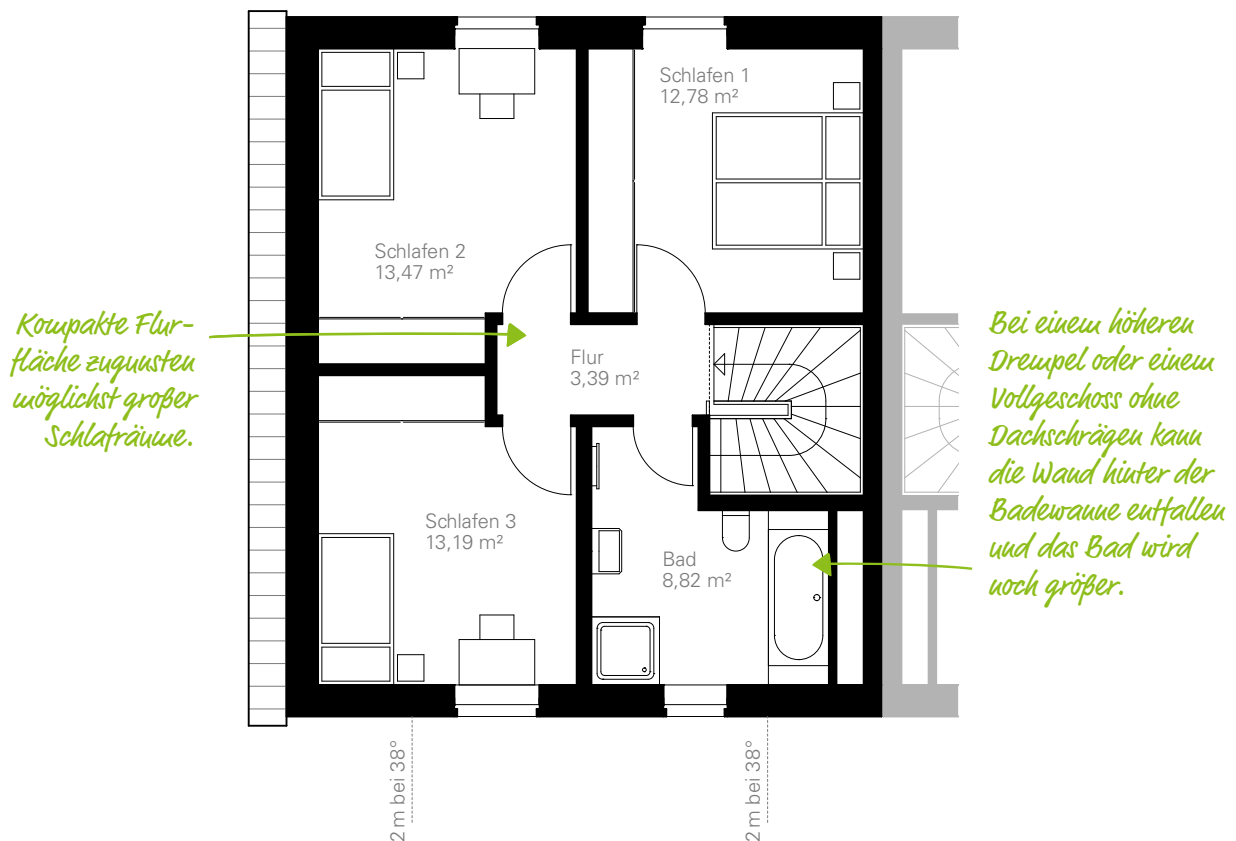 Schlafen 1
12,78 m²
Schlafen 2
13,47 m²
Kompakte Flur-
fläche zugunsten
möglichst großer
Schlafräume.
Flur
3,39 m²
Bei einem höheren
Drempel oder einem
Vollgeschoss ohne
Dachschrägen kann
die Wand hinter der
Badewanne entfallen
und das Bad wird
noch größer.
Schlafen 3
13,19 m²
Bad
8,82 m²
2 m bei 38°
2 m bei 38°